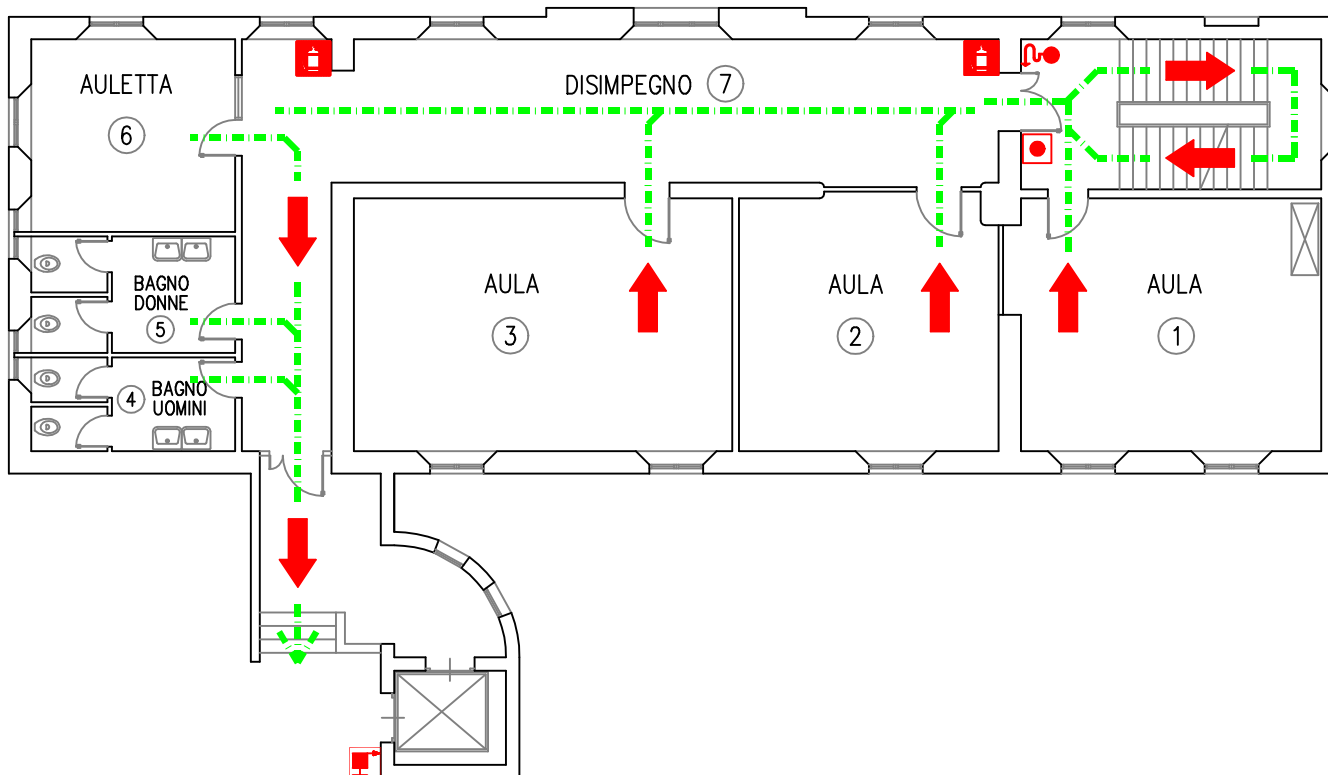 AULETTA
6
DISIMPEGNO 7
BAGNO
DONNE
5
4 BAGNO
UOMINI
AULA
3
AULA
2
AULA
1